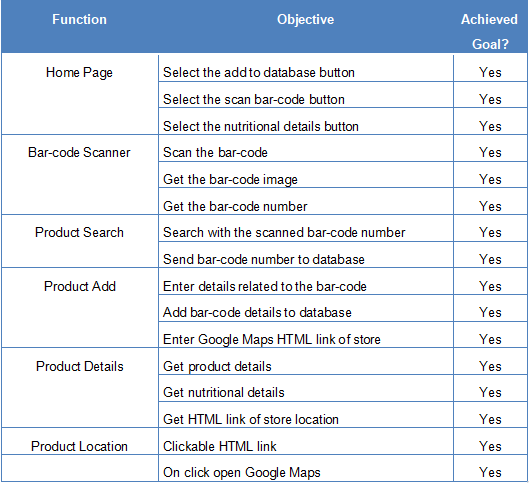 Function Objective Achieved
Goal?
Home Page Select the add to database button Yes
Select the scan bar-code button Yes
Select the nutritional details button Yes
Bar-code Scanner Scan the bar-code Yes
Get the bar-code image Yes
Get the bar-code number Yes
Product Search Search with the scanned bar-code number Yes
Send bar-code number to database Yes
Product Add Enter details related to the bar-code Yes
Add bar-code details to database Yes
Enter Google Maps HTML link of store Yes
Product Details Get product details Yes
Get nutritional details Yes
Get HTML link of store location Yes
Product Location Clickable HTML link Yes
On click open Google Maps Yes